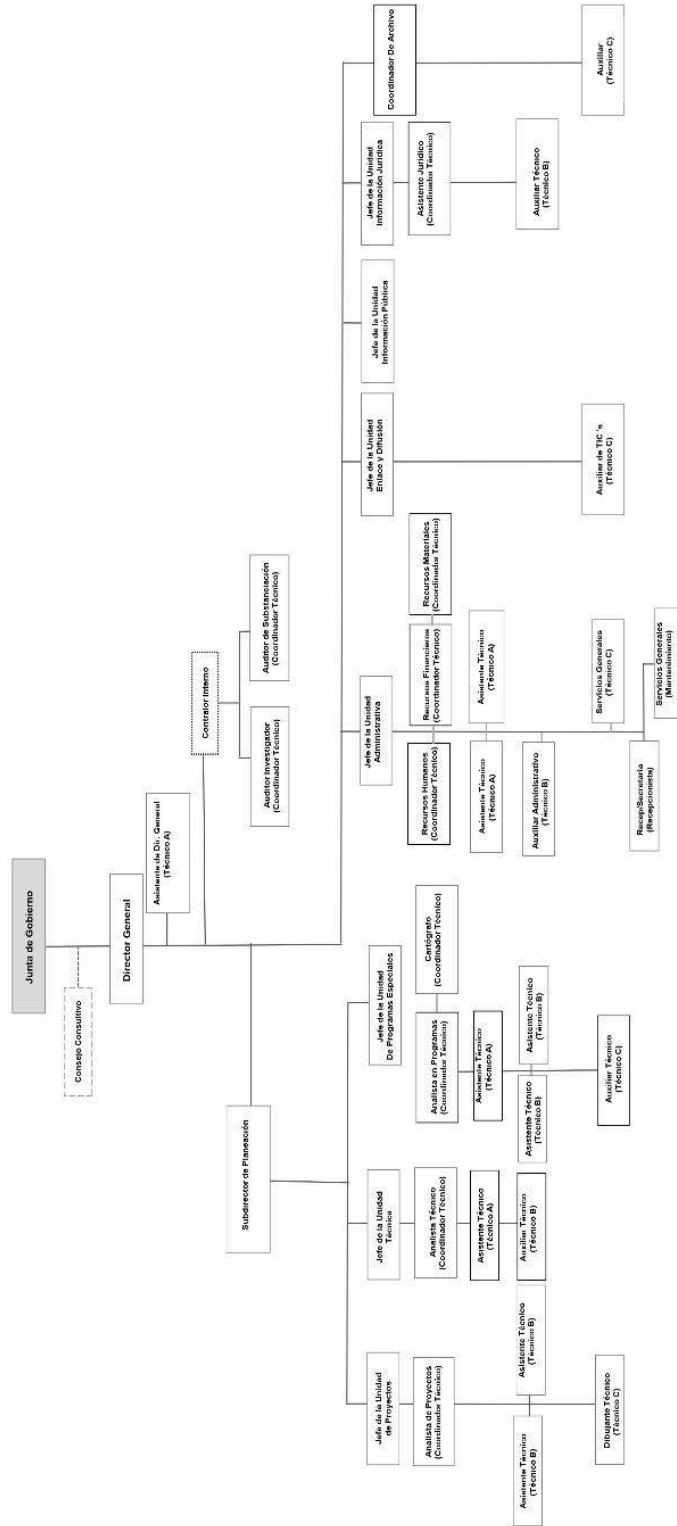 Junta de Gobierno
Consejo Consultivo
Director General
Asistente de Dir. General
(Técnico A)
Contralor Interno
Auditor Investigador
(Coordinador Técnico)
Auditor de Substanciación
(Coordinador Técnico)
Subdirector de Planeación
Jefe de la Unidad
de Proyectos
Jefe de la Unidad
Técnica
Jefe de la Unidad
De Programas Especiales
Jefe de la Unidad
Administrativa
Jefe de la Unidad
Enlace y Difusión
Jefe de la Unidad
Información Pública
Jefe de la Unidad
Información Jurídica
Coordinador De Archivo
Analista de Proyectos
(Coordinador Técnico)
Analista Técnico
(Coordinador Técnico)
Analista en Programas
(Coordinador Técnico)
Cartógrafo
(Coordinador Técnico)
Recursos Humanos
(Coordinador Técnico)
Recursos Financieros
(Coordinador Técnico)
Recursos Materiales
(Coordinador Técnico)
Asistente Jurídico
(Coordinador Técnico)
Asistente Técnico
(Técnico A)
Asistente Técnico
(Técnico A)
Asistente Técnico
(Técnico A)
Asistente Técnico
(Técnico A)
Asistente Técnico
(Técnico B)
Asistente Técnico
(Técnico B)
Auxiliar Técnico
(Técnico B)
Asistente Técnico
(Técnico B)
Asistente Técnico
(Técnico B)
Auxiliar Administrativo
(Técnico B)
Auxiliar Técnico
(Técnico B)
Dibujante Técnico
(Técnico C)
Auxiliar Técnico
(Técnico C)
Servicios Generales
(Técnico C)
Auxiliar de TIC 's
(Técnico C)
Auxiliar
(Técnico C)
Recep/Secretaria
(Recepcionista)
Servicios Generales
(Mantenimiento)